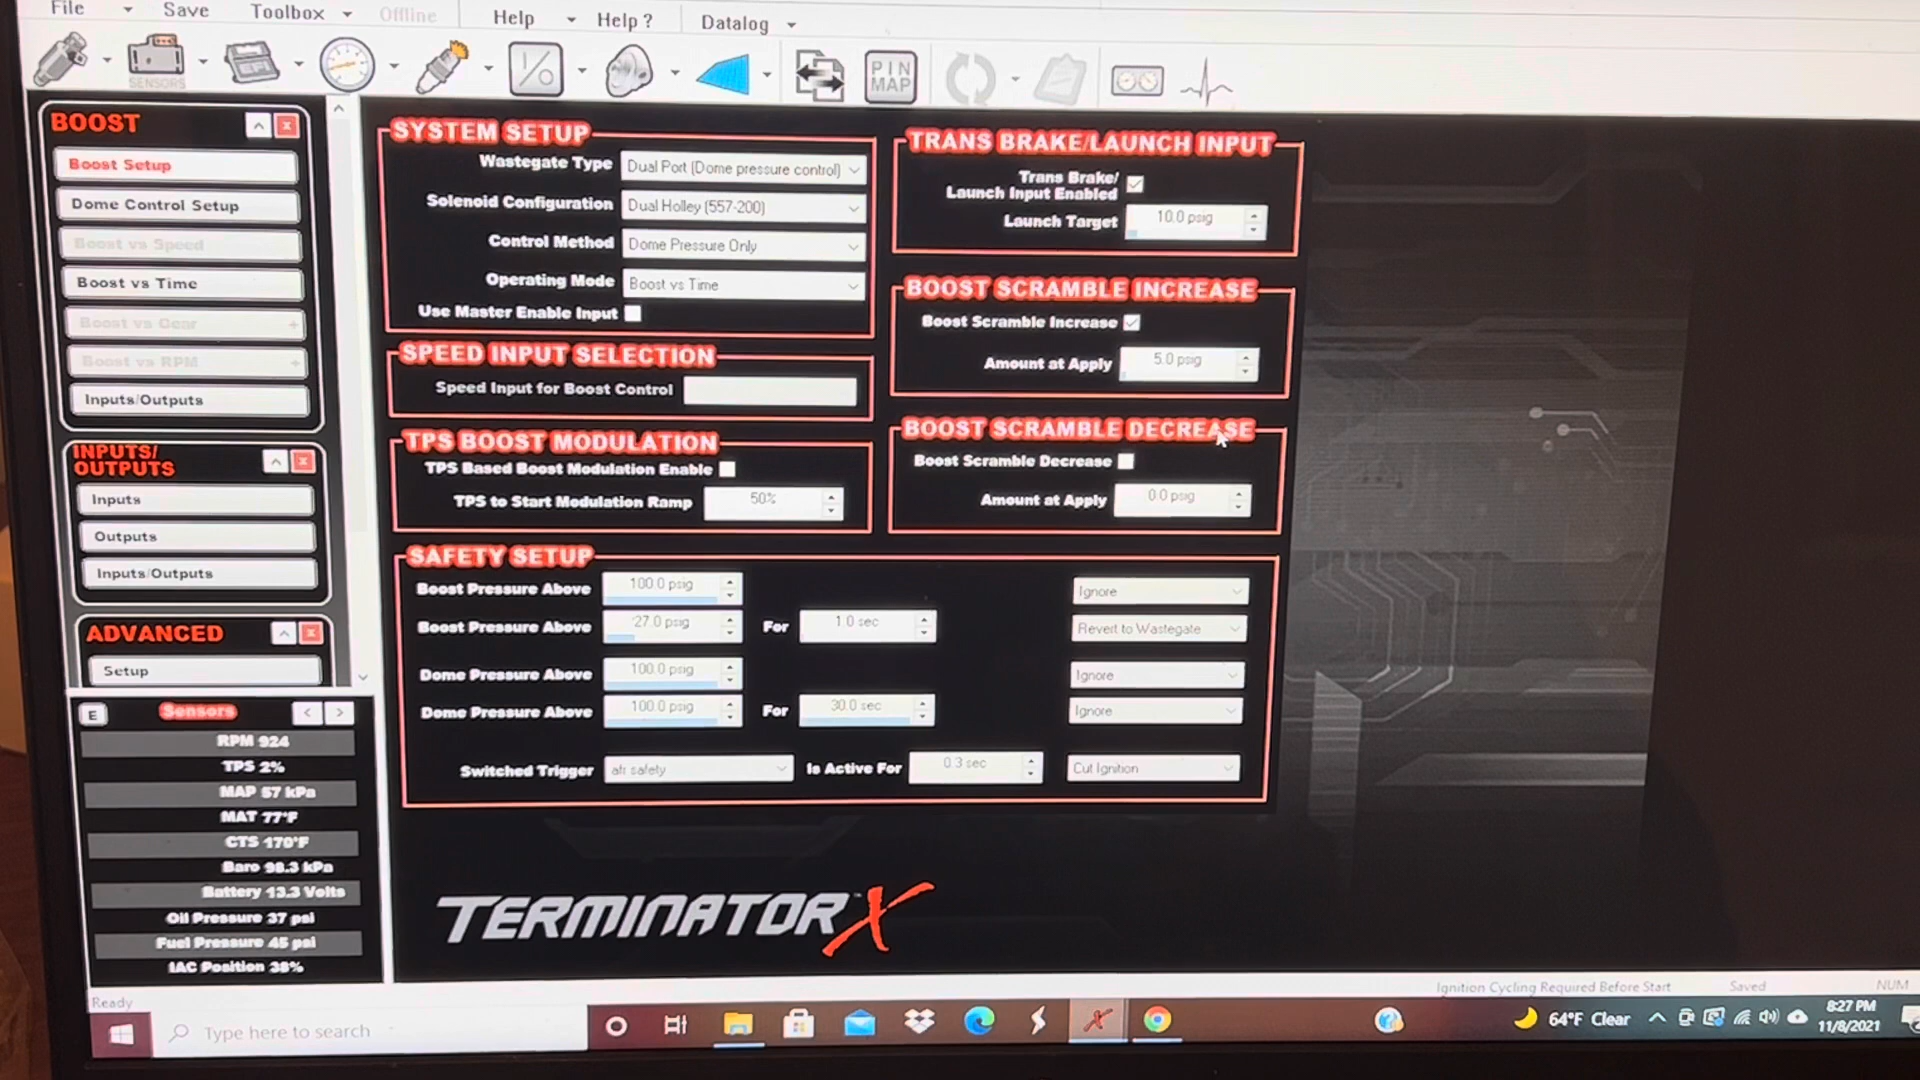 File Save Toolbox Offline Help Help ? Datalog
SENSORS
EFI
I/O
PIN
MAP
BOOST
Boost Setup
Dome Control Setup
Boost vs Speed
Boost vs Time
Boost vs Gear +
Boost vs RPM +
Inputs/Outputs
INPUTS/
OUTPUTS
Inputs
Outputs
Inputs/Outputs
ADVANCED
Setup
E Sensors < >
RPM 924
TPS 2%
MAP 57 kPa
MAT 77°F
CTS 170°F
Baro 98.3 kPa
Battery 13.3 Volts
Oil Pressure 37 psi
Fuel Pressure 45 psi
IAC Position 38%
SYSTEM SETUP
Wastegate Type Dual Port (Dome pressure control)
Solenoid Configuration Dual Holley (557-200)
Control Method Dome Pressure Only
Operating Mode Boost vs Time
Use Master Enable Input
SPEED INPUT SELECTION
Speed Input for Boost Control
TPS BOOST MODULATION
TPS Based Boost Modulation Enable
TPS to Start Modulation Ramp 50%
TRANS BRAKE/LAUNCH INPUT
Trans Brake/
Launch Input Enabled
Launch Target 10.0 psig
BOOST SCRAMBLE INCREASE
Boost Scramble Increase
Amount at Apply 5.0 psig
BOOST SCRAMBLE DECREASE
Boost Scramble Decrease
Amount at Apply 0.0 psig
SAFETY SETUP
Boost Pressure Above 100.0 psig Ignore
Boost Pressure Above 27.0 psig For 1.0 sec Revert to Wastegate
Dome Pressure Above 100.0 psig Ignore
Dome Pressure Above 100.0 psig For 30.0 sec Ignore
Switched Trigger afr safety Is Active For 0.3 sec Cut Ignition
TERMINATOR X
Ready Ignition Cycling Required Before Start Saved NUM
Type here to search
64°F Clear
8:27 PM
11/8/2021